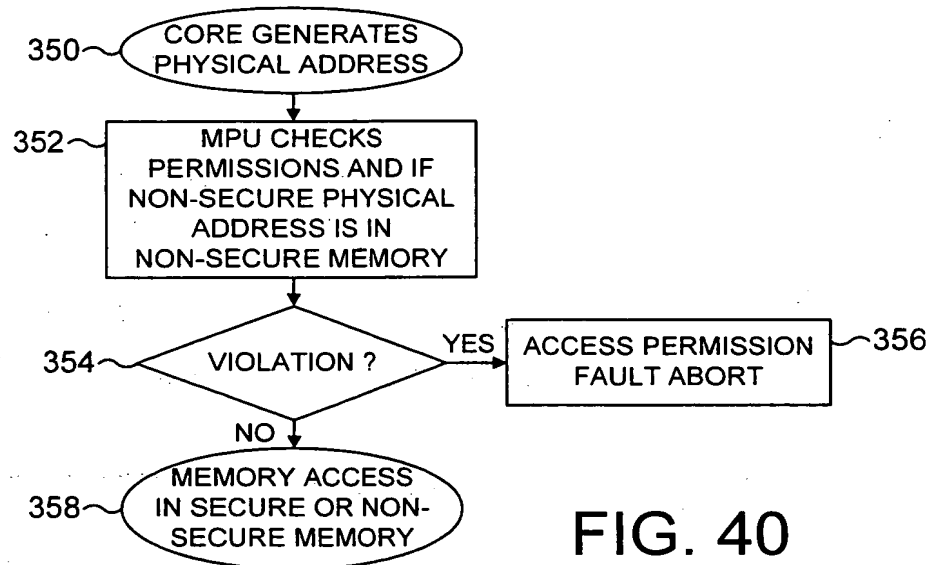 350
CORE GENERATES
PHYSICAL ADDRESS
352
MPU CHECKS
PERMISSIONS AND IF
NON-SECURE PHYSICAL
ADDRESS IS IN
NON-SECURE MEMORY
354
VIOLATION ?
YES
ACCESS PERMISSION
FAULT ABORT
356
NO
358
MEMORY ACCESS
IN SECURE OR NON-
SECURE MEMORY
FIG. 40